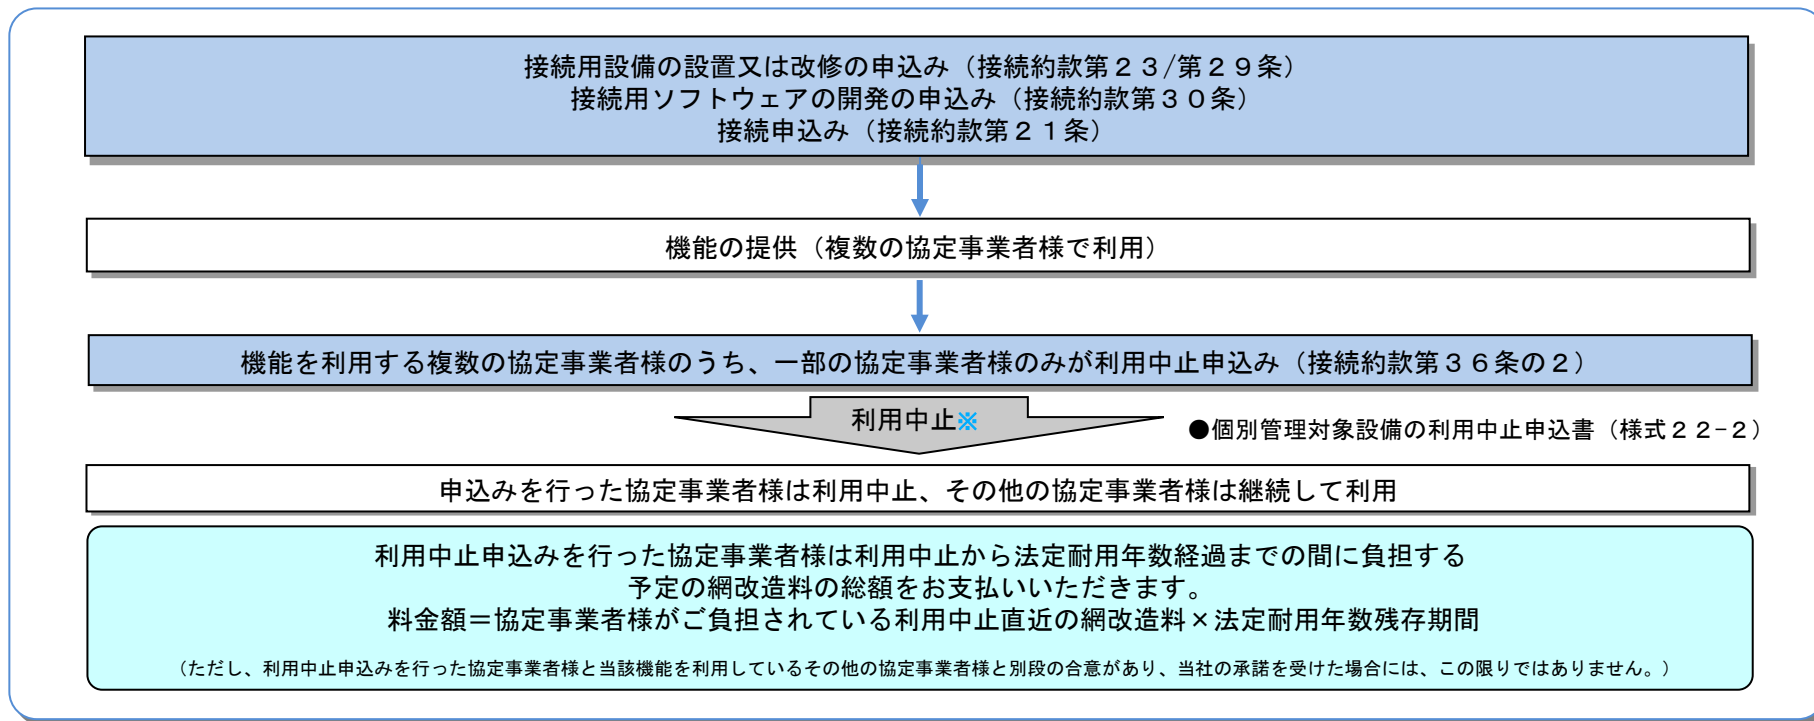 接続用設備の設置又は改修の申込み（接続約款第２３/第２９条）
接続用ソフトウェアの開発の申込み（接続約款第３０条）
接続申込み（接続約款第２１条）
機能の提供（複数の協定事業者様で利用）
機能を利用する複数の協定事業者様のうち、一部の協定事業者様のみが利用中止申込み（接続約款第３６条の２）
利用中止※
●個別管理対象設備の利用中止申込書（様式２２−２）
申込みを行った協定事業者様は利用中止、その他の協定事業者様は継続して利用
利用中止申込みを行った協定事業者様は利用中止から法定耐用年数経過までの間に負担する
予定の網改造料の総額をお支払いいただきます。
料金額＝協定事業者様がご負担されている利用中止直近の網改造料×法定耐用年数残存期間
（ただし、利用中止申込みを行った協定事業者様と当該機能を利用しているその他の協定事業者様と別段の合意があり、当社の承諾を受けた場合には、この限りではありません。）